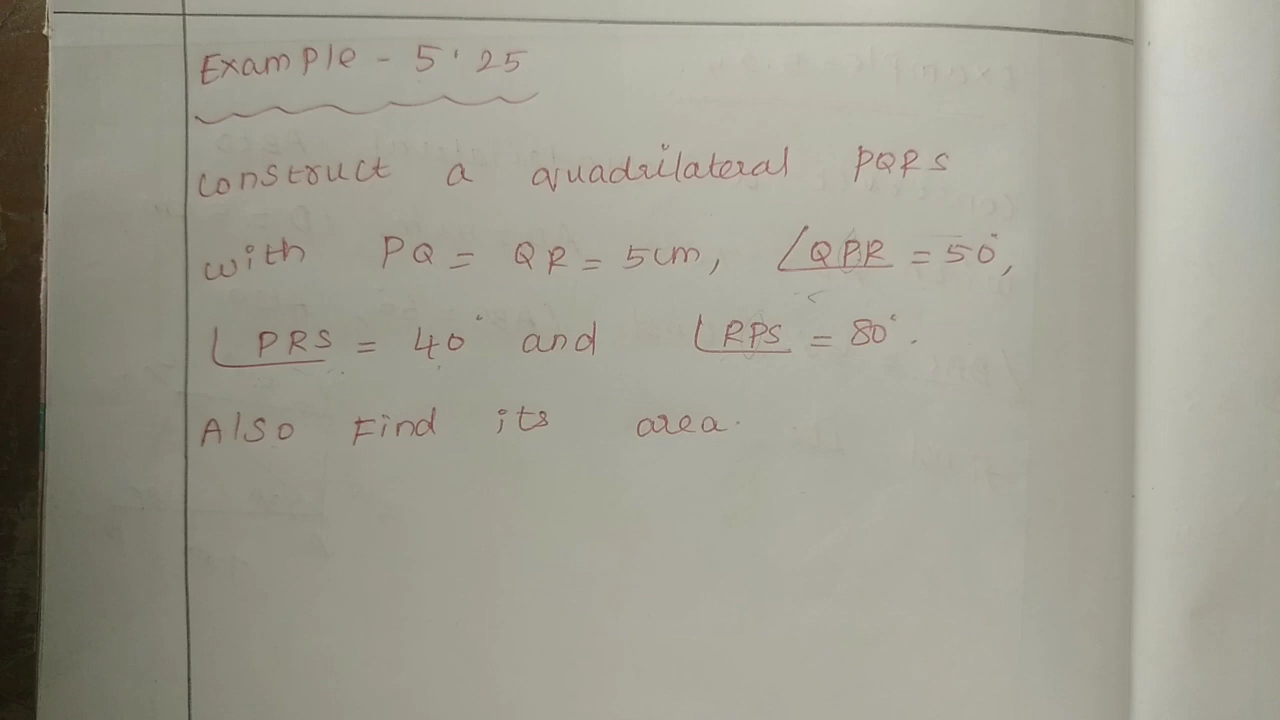 Example - 5.25
construct a quadrilateral PQRS
with PQ = QR = 5cm, ∠QPR = 50°,
∠PRS = 40° and ∠RPS = 80°.
Also Find its area.